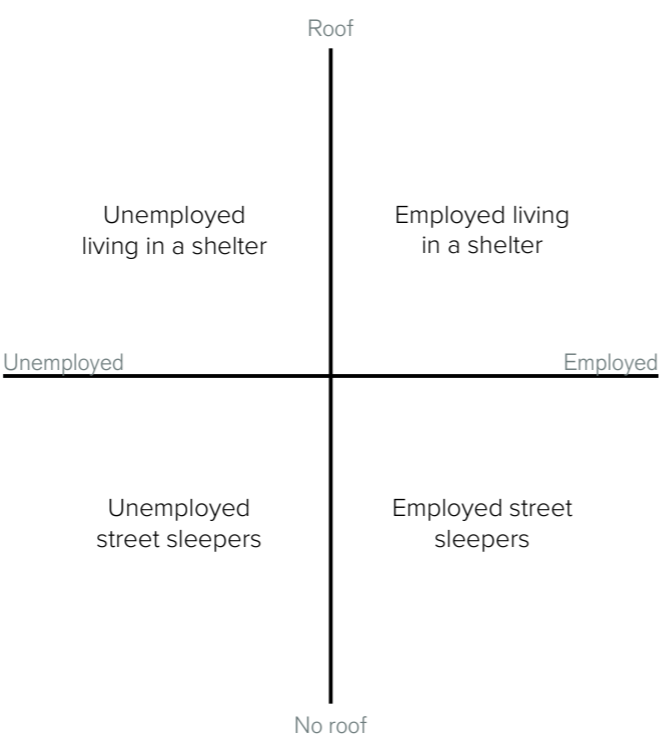 Roof
Unemployed
living in a shelter
Employed living
in a shelter
Unemployed
Employed
Unemployed
street sleepers
Employed street
sleepers
No roof